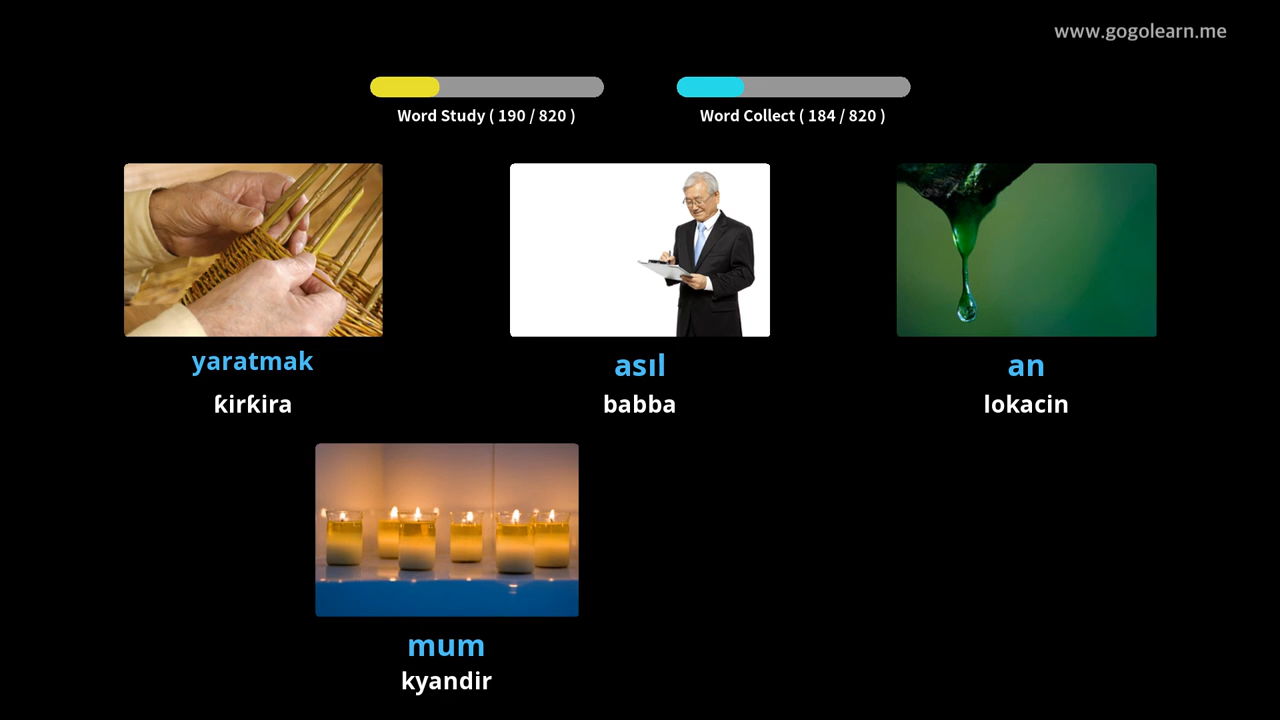 www.gogolearn.me
Word Study ( 190 / 820 )
Word Collect ( 184 / 820 )
yaratmak
ƙirƙira
asıl
babba
an
lokacin
mum
kyandir